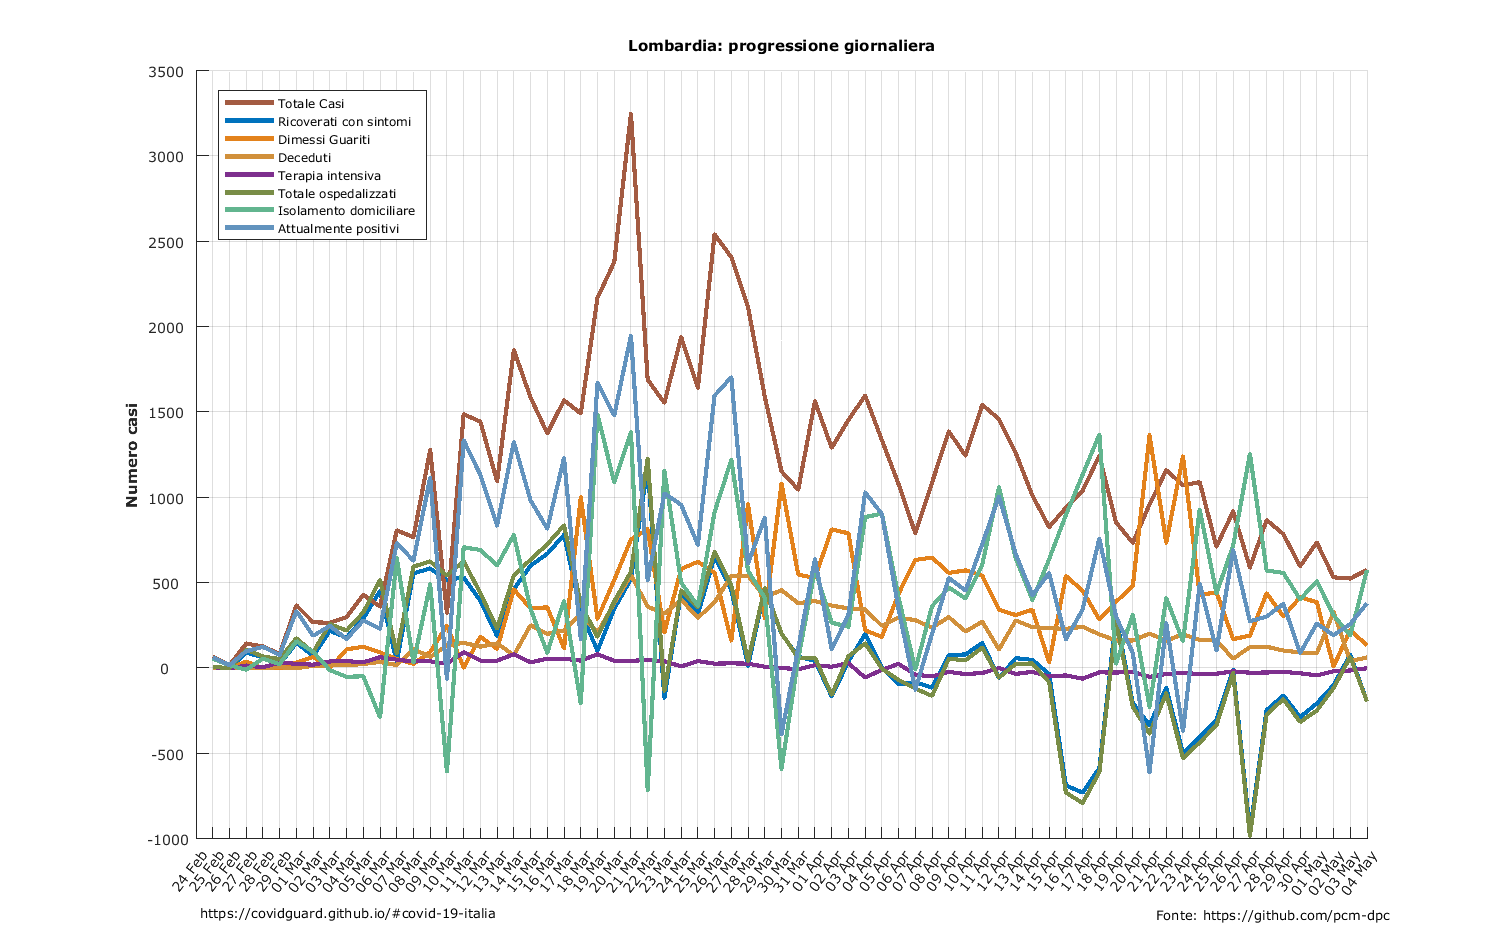 Lombardia: progressione giornaliera
3500
3000
2500
2000
1500
1000
500
0
-500
-1000
Numero casi
Totale Casi
Ricoverati con sintomi
Dimessi Guariti
Deceduti
Terapia intensiva
Totale ospedalizzati
Isolamento domiciliare
Attualmente positivi
24 Feb
25 Feb
26 Feb
27 Feb
28 Feb
29 Feb
01 Mar
02 Mar
03 Mar
04 Mar
05 Mar
06 Mar
07 Mar
08 Mar
09 Mar
10 Mar
11 Mar
12 Mar
13 Mar
14 Mar
15 Mar
16 Mar
17 Mar
18 Mar
19 Mar
20 Mar
21 Mar
22 Mar
23 Mar
24 Mar
25 Mar
26 Mar
27 Mar
28 Mar
29 Mar
30 Mar
31 Mar
01 Apr
02 Apr
03 Apr
04 Apr
05 Apr
06 Apr
07 Apr
08 Apr
09 Apr
10 Apr
11 Apr
12 Apr
13 Apr
14 Apr
15 Apr
16 Apr
17 Apr
18 Apr
19 Apr
20 Apr
21 Apr
22 Apr
23 Apr
24 Apr
25 Apr
26 Apr
27 Apr
28 Apr
29 Apr
30 Apr
01 May
02 May
03 May
04 May
https://covidguard.github.io/#covid-19-italia
Fonte: https://github.com/pcm-dpc